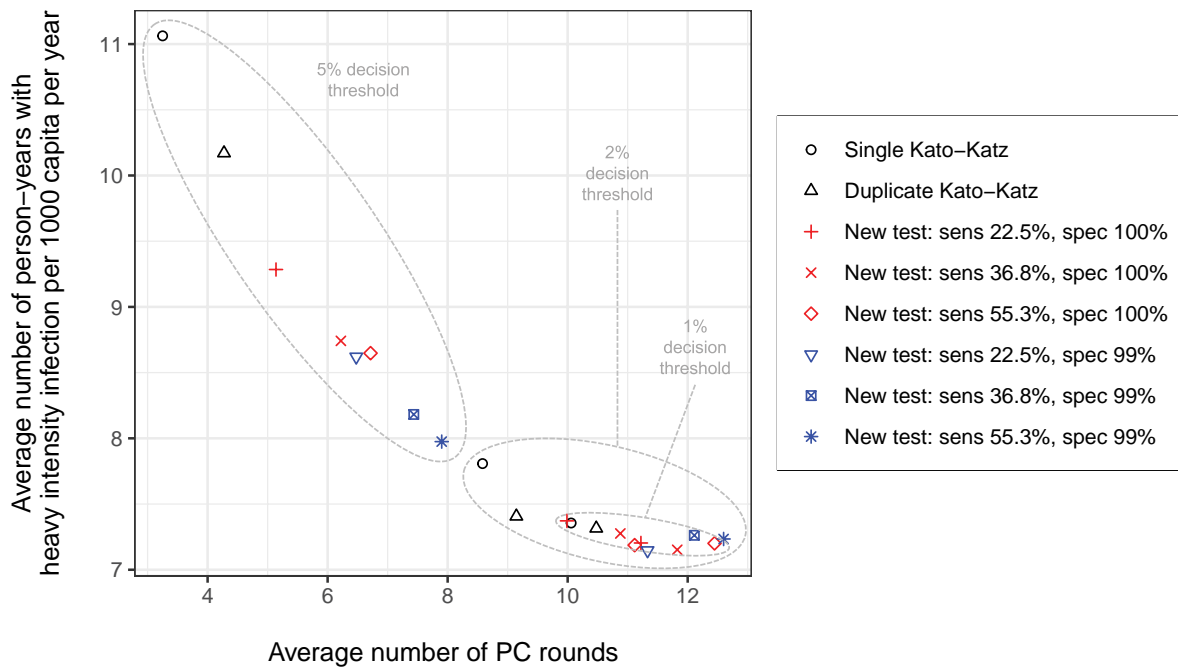 Average number of person−years with
heavy intensity infection per 1000 capita per year
11
10
9
8
7
5% decision
threshold
2%
decision
threshold
1%
decision
threshold
4
6
8
10
12
Average number of PC rounds
Single Kato−Katz
Duplicate Kato−Katz
New test: sens 22.5%, spec 100%
New test: sens 36.8%, spec 100%
New test: sens 55.3%, spec 100%
New test: sens 22.5%, spec 99%
New test: sens 36.8%, spec 99%
New test: sens 55.3%, spec 99%